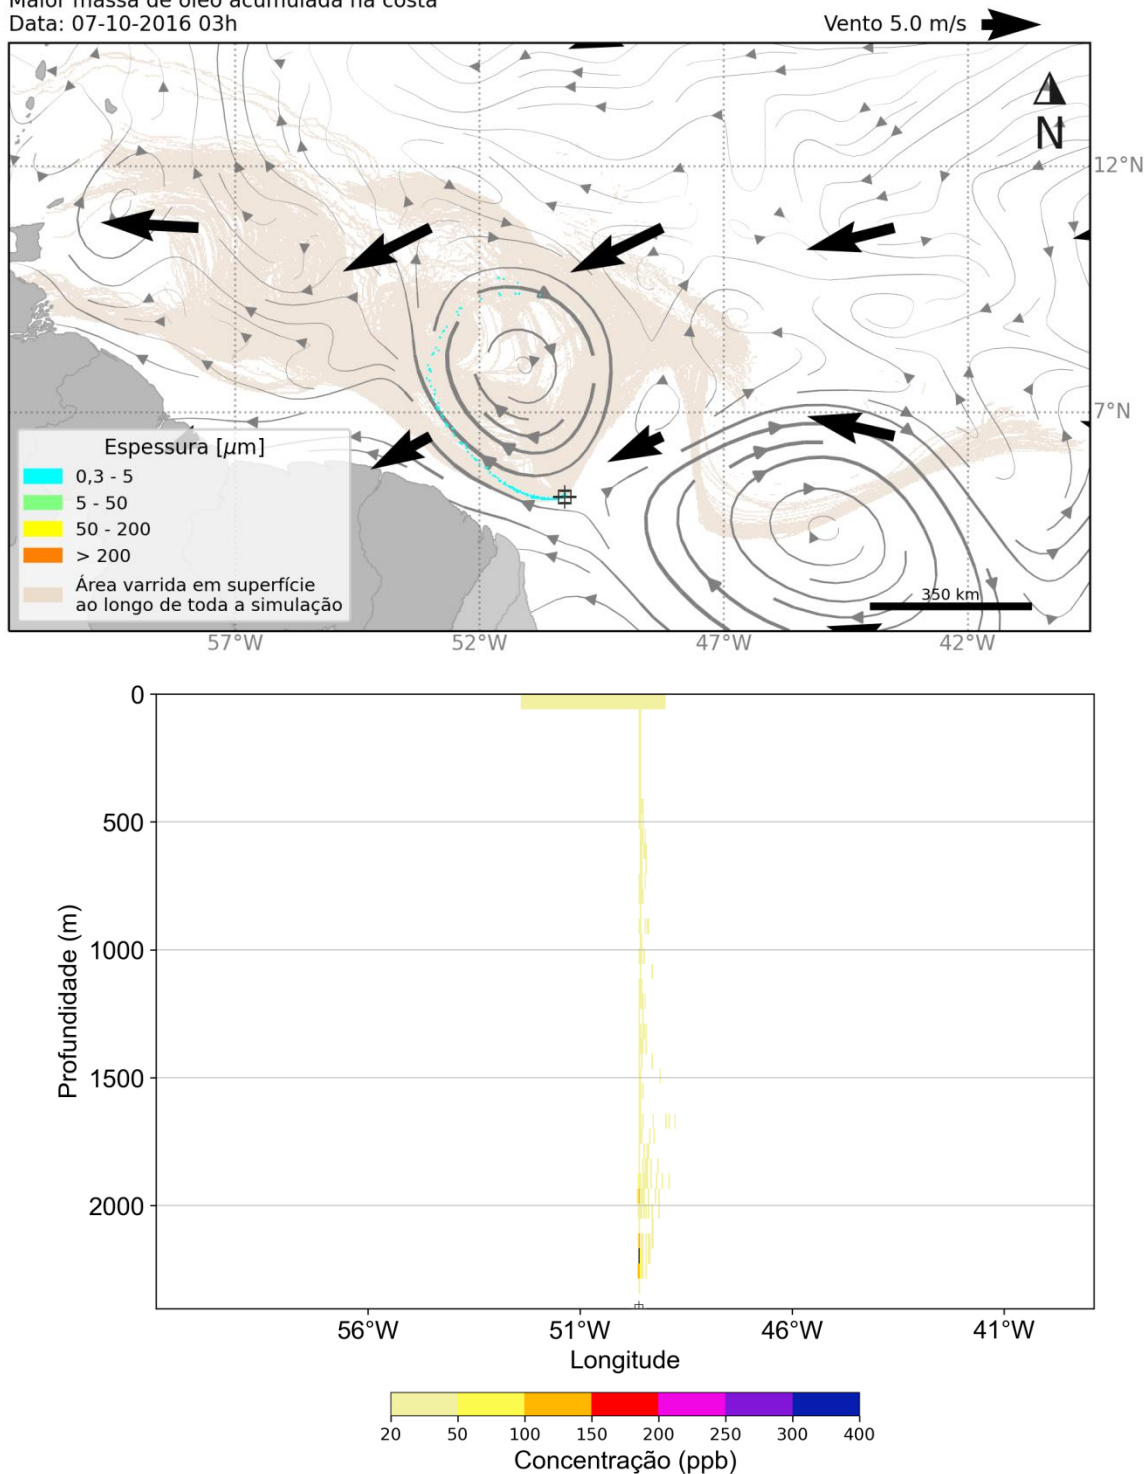 Maior massa de óleo acumulada na costa
Data: 07-10-2016 03h
Vento 5.0 m/s
N
12°N
7°N
Espessura [μm]
0,3 - 5
5 - 50
50 - 200
> 200
Área varrida em superfície
ao longo de toda a simulação
350 km
57°W 52°W 47°W 42°W
0
500
1000
1500
2000
Profundidade (m)
56°W 51°W 46°W 41°W
Longitude
20 50 100 150 200 250 300 400
Concentração (ppb)